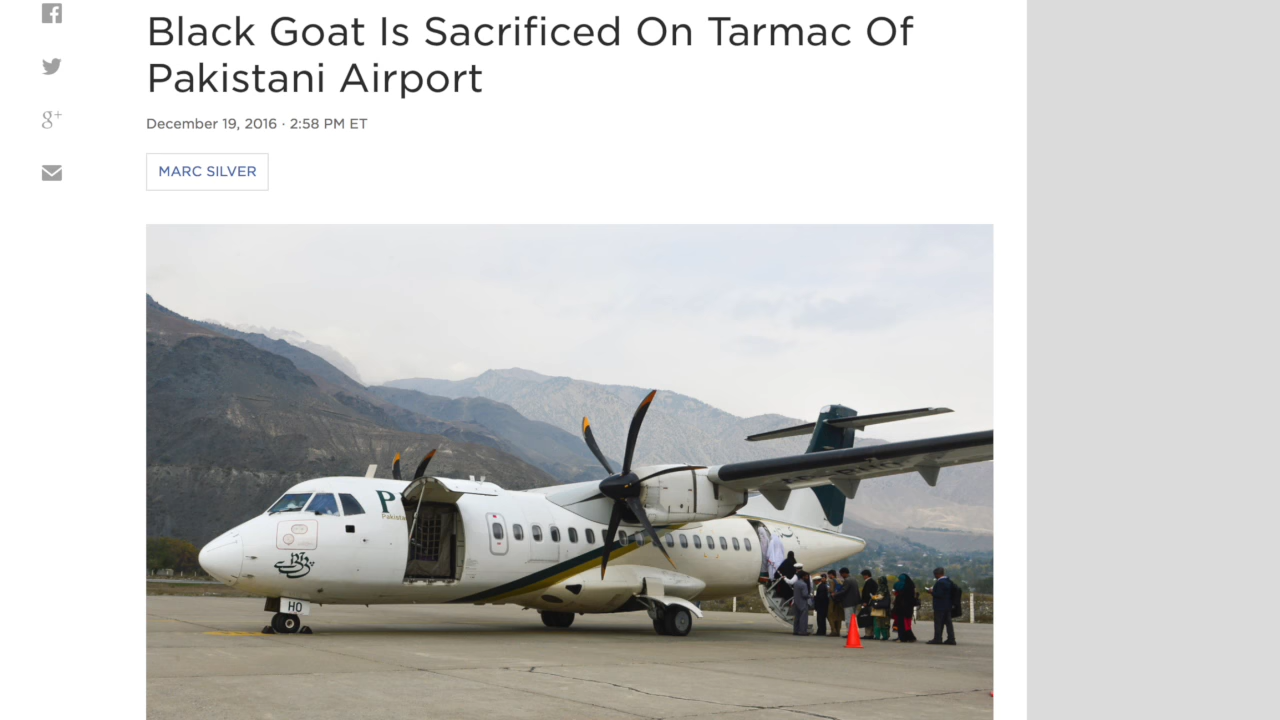 Black Goat Is Sacrificed On Tarmac Of
Pakistani Airport
December 19, 2016 · 2:58 PM ET
MARC SILVER
P
Pakista
HO